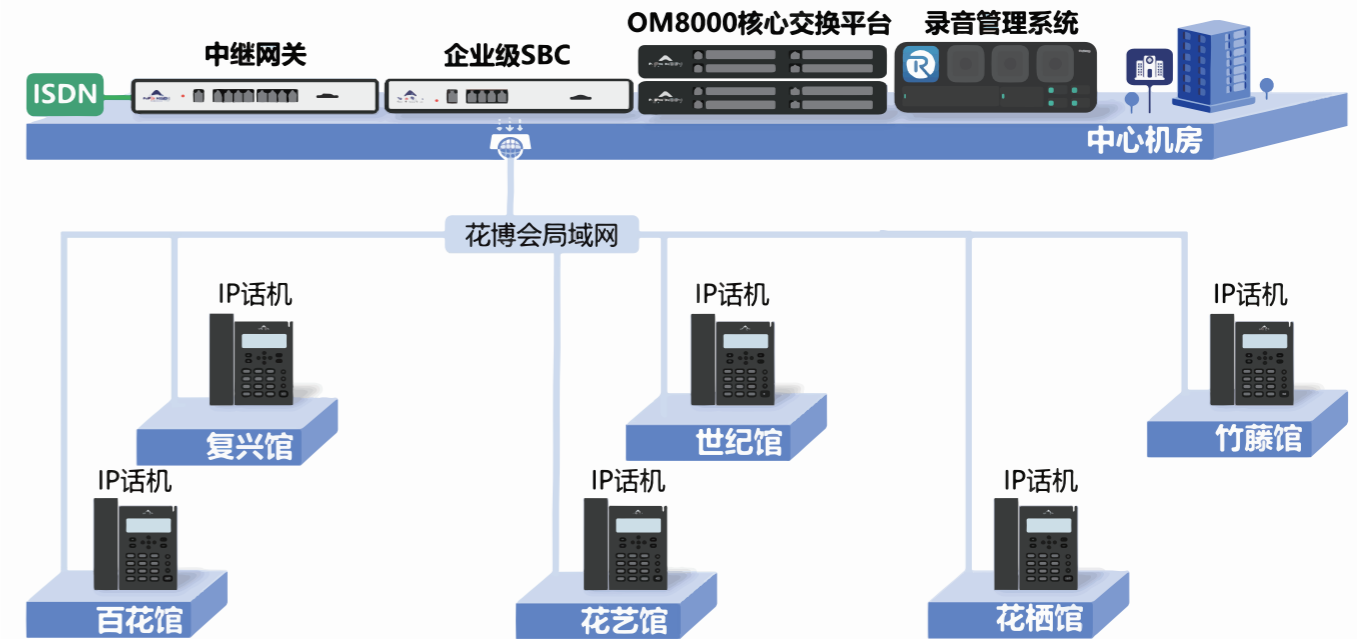 OM8000核心交换平台
录音管理系统
中继网关
企业级SBC
ISDN
中心机房
花博会局域网
IP话机
IP话机
IP话机
复兴馆
世纪馆
竹藤馆
IP话机
IP话机
IP话机
百花馆
花艺馆
花栖馆